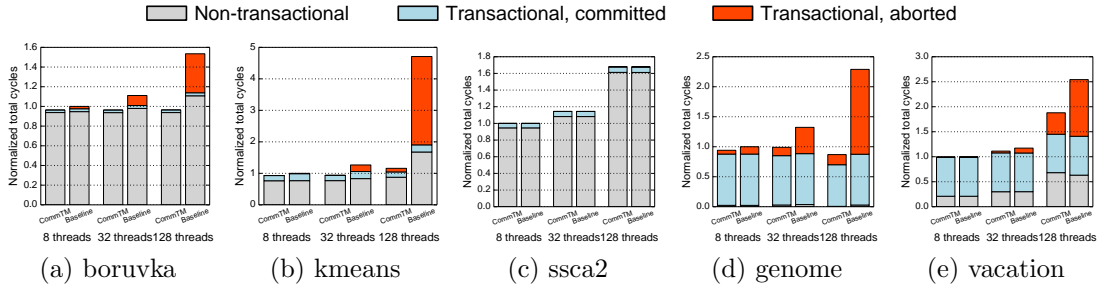 Non-transactional Transactional, committed Transactional, aborted
Normalized total cycles
1.6
1.4
1.2
1.0
0.8
0.6
0.4
0.2
0.0
CommTM Baseline CommTM Baseline CommTM Baseline
8 threads 32 threads 128 threads
(a) boruvka
Normalized total cycles
5
4
3
2
1
0
CommTM Baseline CommTM Baseline CommTM Baseline
8 threads 32 threads 128 threads
(b) kmeans
Normalized total cycles
1.8
1.6
1.4
1.2
1.0
0.8
0.6
0.4
0.2
0.0
CommTM Baseline CommTM Baseline CommTM Baseline
8 threads 32 threads 128 threads
(c) ssca2
Normalized total cycles
2.5
2.0
1.5
1.0
0.5
0.0
CommTM Baseline CommTM Baseline CommTM Baseline
8 threads 32 threads 128 threads
(d) genome
Normalized total cycles
3.0
2.5
2.0
1.5
1.0
0.5
0.0
CommTM Baseline CommTM Baseline CommTM Baseline
8 threads 32 threads 128 threads
(e) vacation